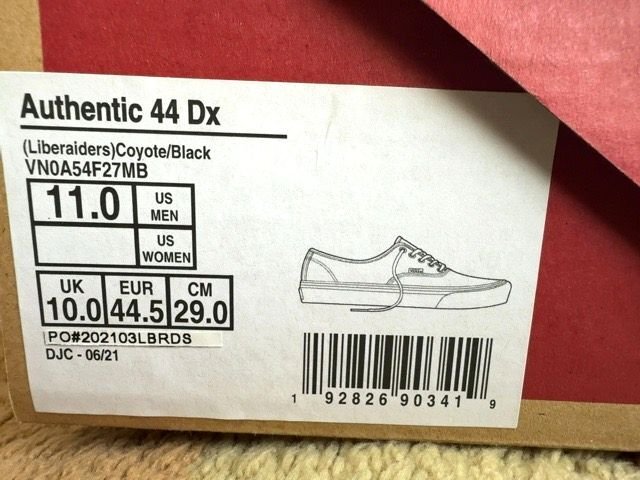 Authentic 44 Dx
(Liberaiders)Coyote/Black
VN0A54F27MB
11.0 US MEN
US WOMEN
UK EUR CM
10.0 44.5 29.0
PO#202103LBRDS
DJC - 06/21
1 92826 90341 9